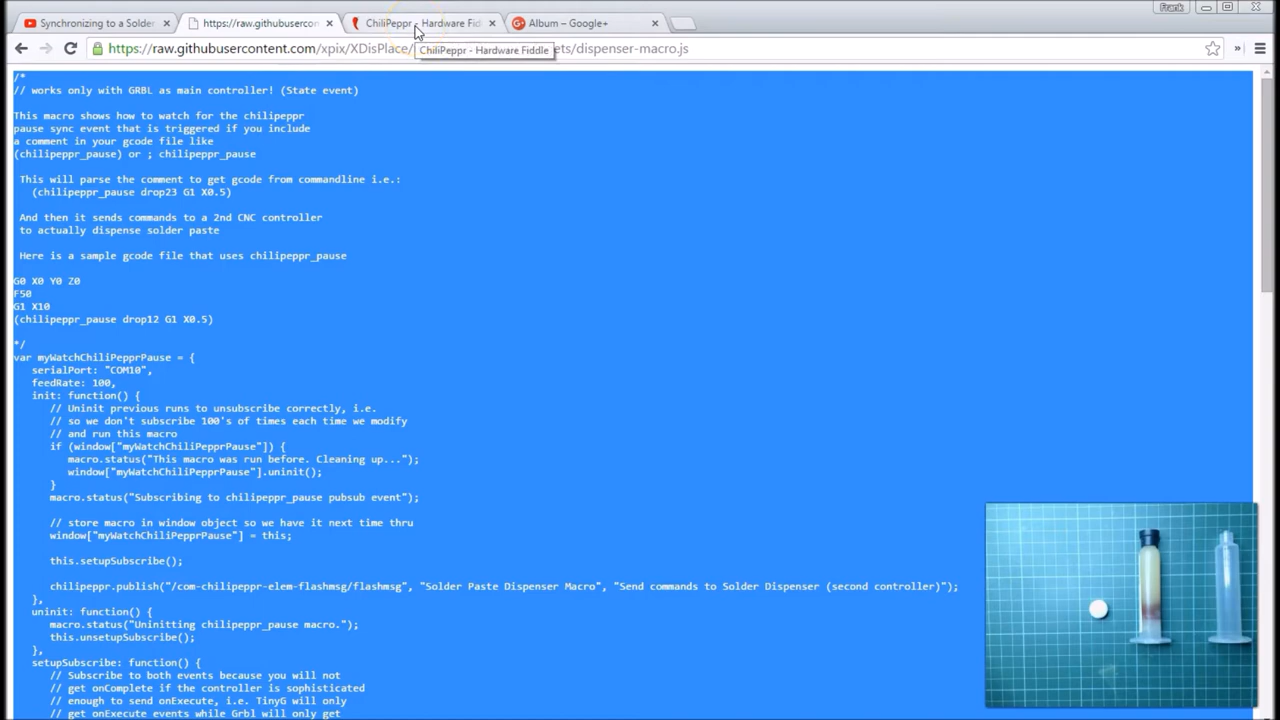 Frank
Synchronizing to a Solder
https://raw.githubusercon
ChiliPeppr - Hardware Fid
Album – Google+
https://raw.githubusercontent.com/xpix/XDisPlace/ ets/dispenser-macro.js
ChiliPeppr - Hardware Fiddle
/*
// works only with GRBL as main controller! (State event)
This macro shows how to watch for the chilipeppr
pause sync event that is triggered if you include
a comment in your gcode file like
(chilipeppr_pause) or ; chilipeppr_pause
This will parse the comment to get gcode from commandline i.e.:
(chilipeppr_pause drop23 G1 X0.5)
And then it sends commands to a 2nd CNC controller
to actually dispense solder paste
Here is a sample gcode file that uses chilipeppr_pause
G0 X0 Y0 Z0
F50
G1 X10
(chilipeppr_pause drop12 G1 X0.5)
*/
var myWatchChiliPepprPause = {
serialPort: "COM10",
feedRate: 100,
init: function() {
// Uninit previous runs to unsubscribe correctly, i.e.
// so we don't subscribe 100's of times each time we modify
// and run this macro
if (window["myWatchChiliPepprPause"]) {
macro.status("This macro was run before. Cleaning up...");
window["myWatchChiliPepprPause"].uninit();
}
macro.status("Subscribing to chilipeppr_pause pubsub event");
// store macro in window object so we have it next time thru
window["myWatchChiliPepprPause"] = this;
this.setupSubscribe();
chilipeppr.publish("/com-chilipeppr-elem-flashmsg/flashmsg", "Solder Paste Dispenser Macro", "Send commands to Solder Dispenser (second controller)");
},
uninit: function() {
macro.status("Uninitting chilipeppr_pause macro.");
this.unsetupSubscribe();
},
setupSubscribe: function() {
// Subscribe to both events because you will not
// get onComplete if the controller is sophisticated
// enough to send onExecute, i.e. TinyG will only
// get onExecute events while Grbl will only get